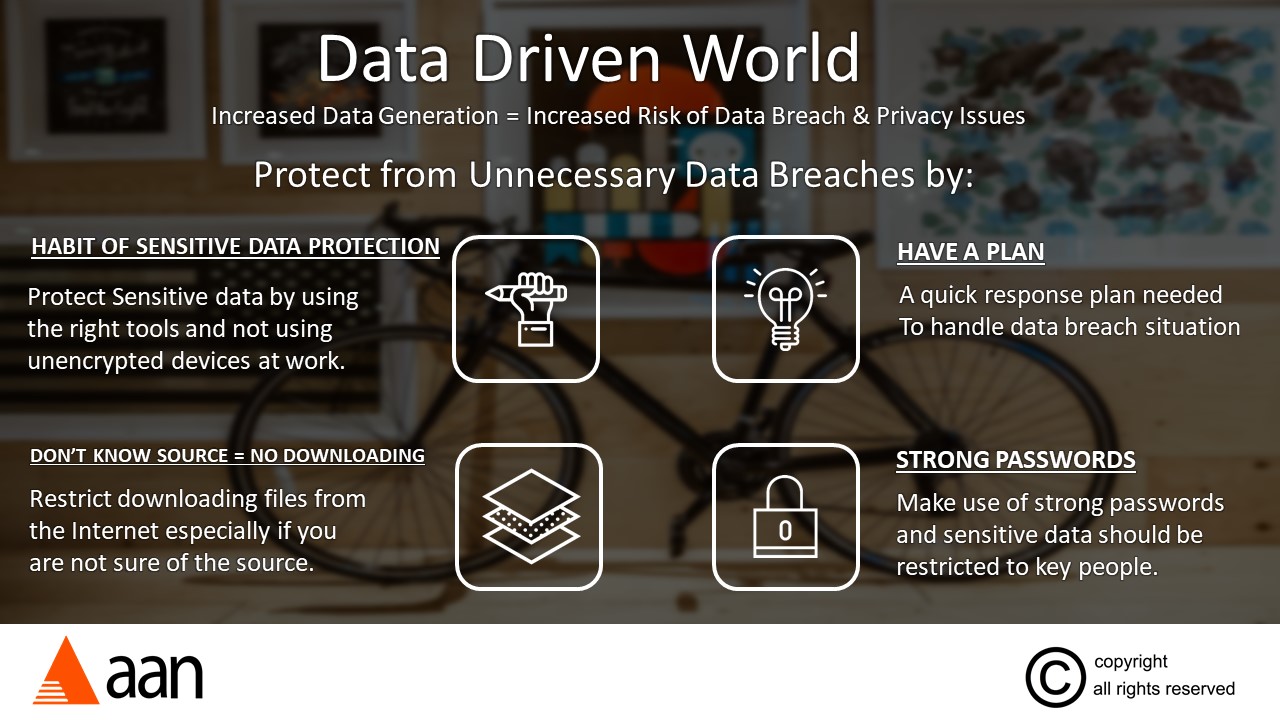 Data Driven World
Increased Data Generation = Increased Risk of Data Breach & Privacy Issues
Protect from Unnecessary Data Breaches by:
HABIT OF SENSITIVE DATA PROTECTION
Protect Sensitive data by using
the right tools and not using
unencrypted devices at work.
HAVE A PLAN
A quick response plan needed
To handle data breach situation
DON'T KNOW SOURCE = NO DOWNLOADING
Restrict downloading files from
the Internet especially if you
are not sure of the source.
STRONG PASSWORDS
Make use of strong passwords
and sensitive data should be
restricted to key people.
aan
©
copyright
all rights reserved